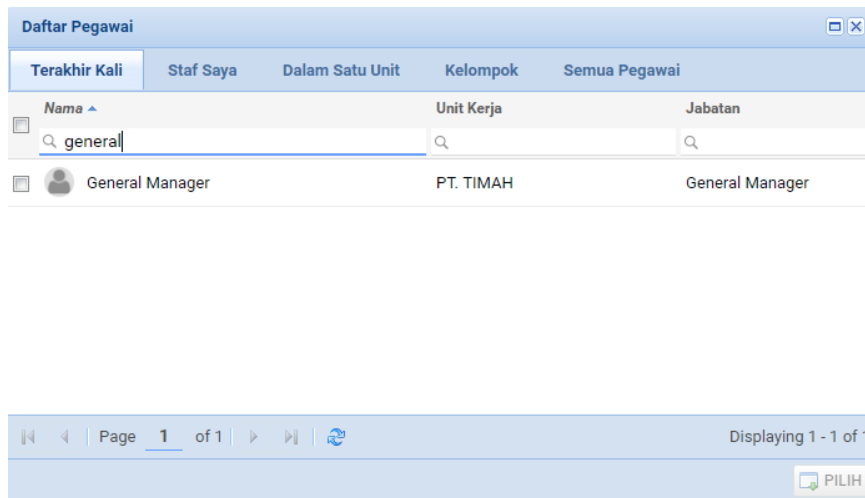 Daftar Pegawai
Terakhir Kali Staf Saya Dalam Satu Unit Kelompok Semua Pegawai
Nama Unit Kerja Jabatan
general
General Manager PT. TIMAH General Manager
Page 1 of 1 Displaying 1 - 1 of 1
PILIH